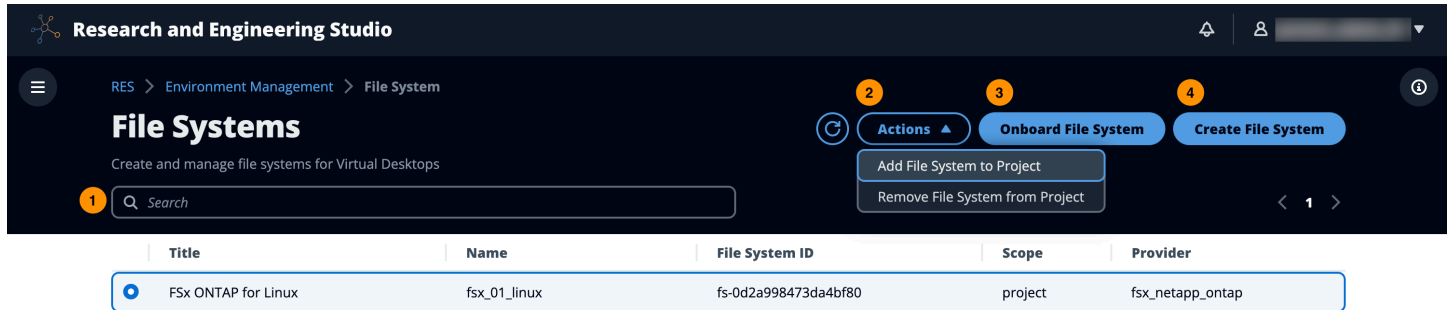 Research and Engineering Studio
RES > Environment Management > File System
2 3 4
File Systems
Actions ▲ Onboard File System Create File System
Create and manage file systems for Virtual Desktops
Add File System to Project
1 Search
Remove File System from Project
< 1 >
Title Name File System ID Scope Provider
FSx ONTAP for Linux fsx_01_linux fs-0d2a998473da4bf80 project fsx_netapp_ontap